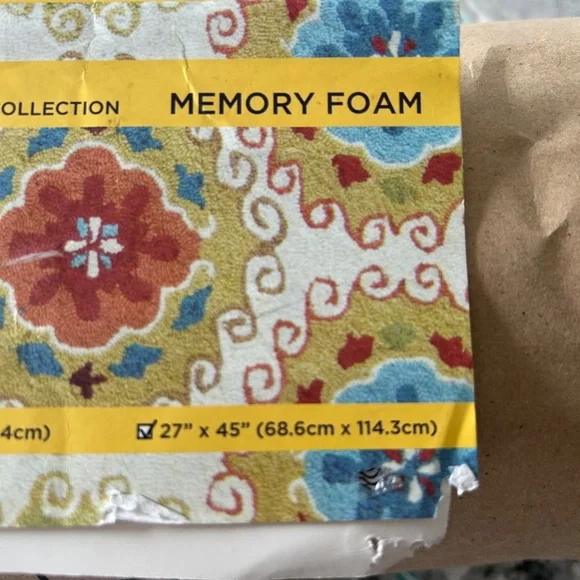 OLLECTION MEMORY FOAM
4cm) 27” x 45” (68.6cm x 114.3cm)